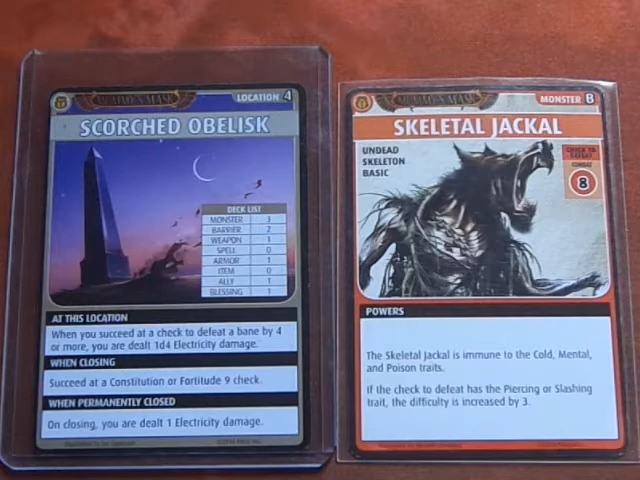 MUMMY'S MASK
LOCATION 4
SCORCHED OBELISK
DECK LIST
MONSTER 3
BARRIER 2
WEAPON 1
SPELL 0
ARMOR 1
ITEM 0
ALLY 1
BLESSING 1
AT THIS LOCATION
When you succeed at a check to defeat a bane by 4
or more, you are dealt 1d4 Electricity damage.
WHEN CLOSING
Succeed at a Constitution or Fortitude 9 check.
WHEN PERMANENTLY CLOSED
On closing, you are dealt 1 Electricity damage.
MUMMY'S MASK
MONSTER B
SKELETAL JACKAL
UNDEAD
SKELETON
BASIC
CHECK TO
DEFEAT
COMBAT
8
POWERS
The Skeletal Jackal is immune to the Cold, Mental,
and Poison traits.
If the check to defeat has the Piercing or Slashing
trait, the difficulty is increased by 3.